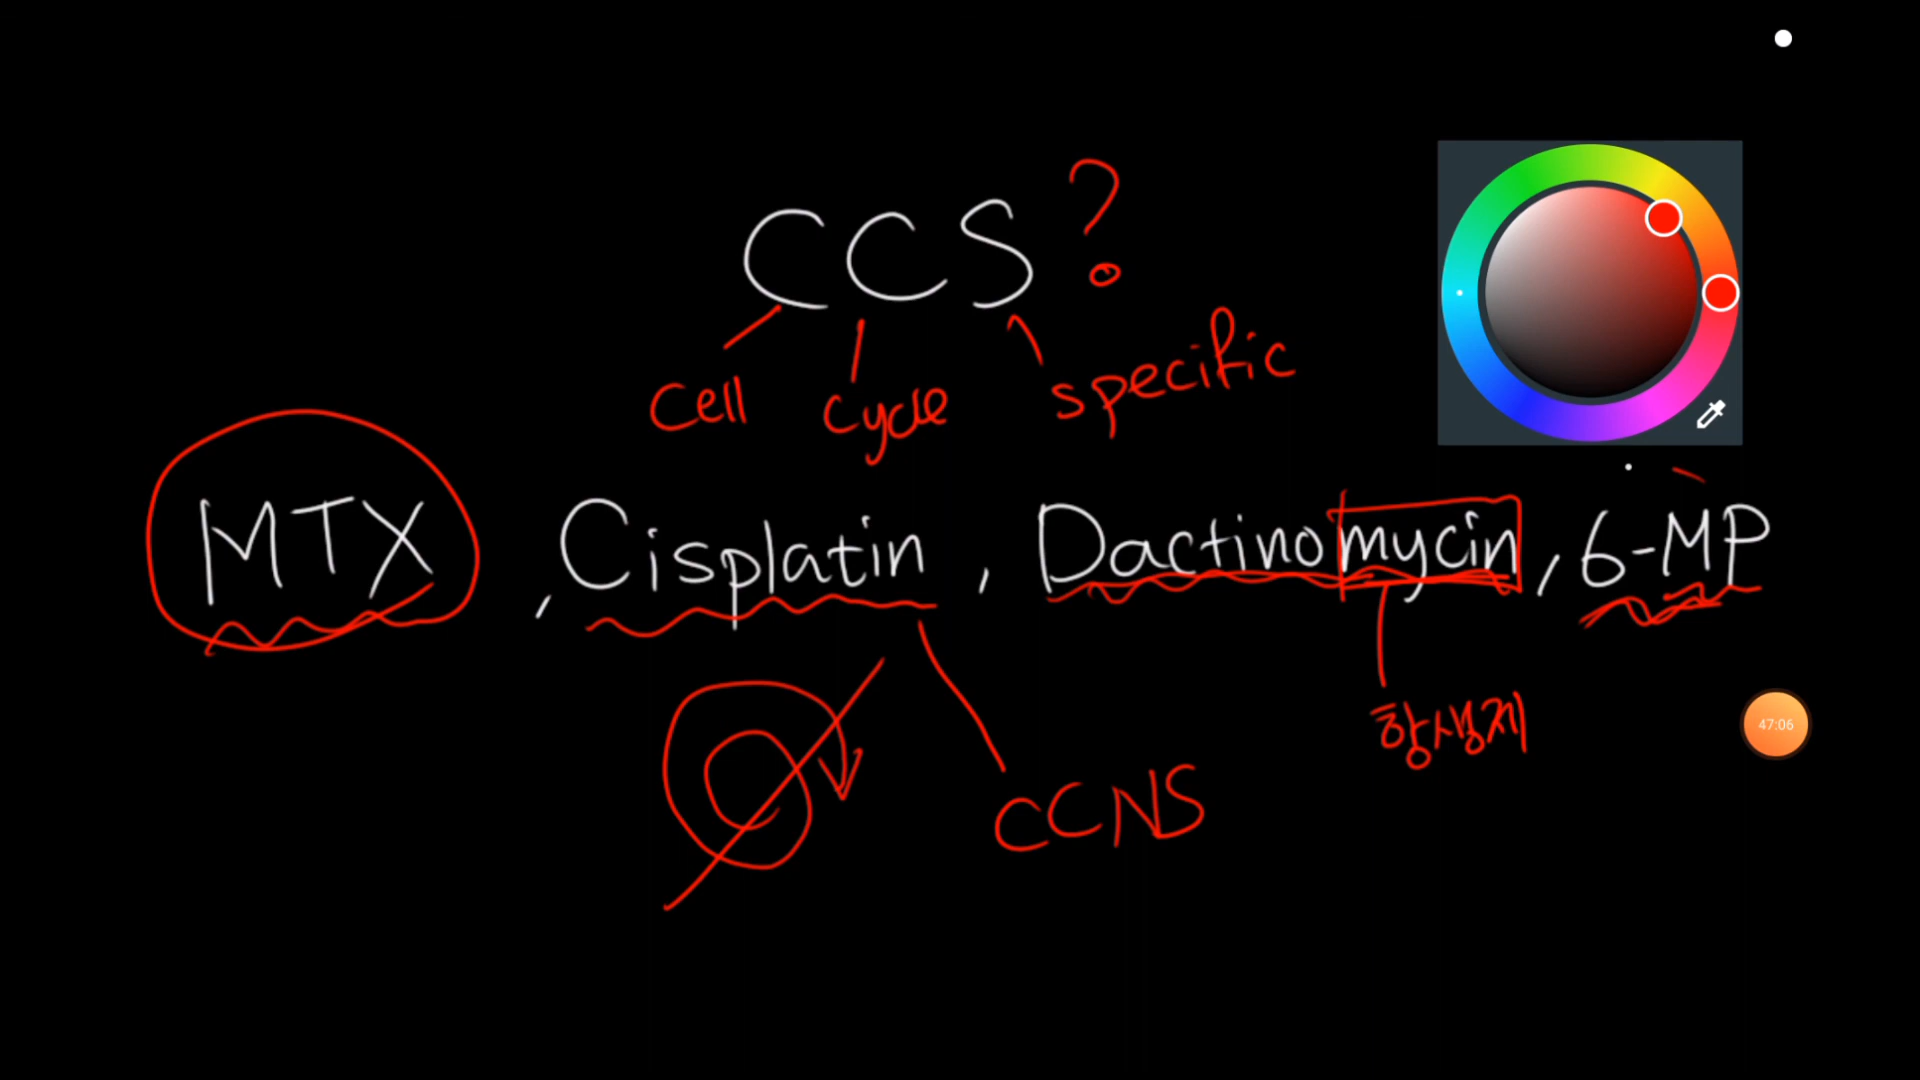 CCS?
Cell cycle specific
MTX, Cisplatin, Dactinomycin, 6-MP
항생제
47:06
CCNS